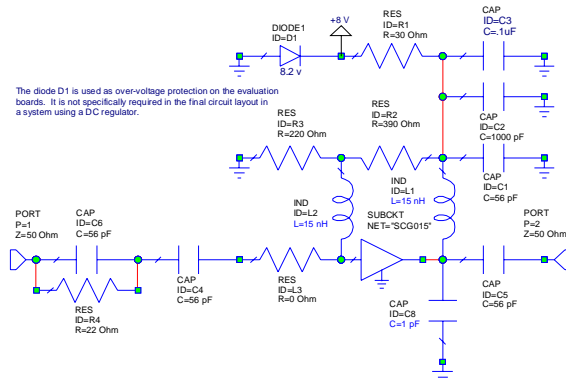 +8 V
DIODE1
ID=D1
8.2 v
RES
ID=R1
R=30 Ohm
CAP
ID=C3
C=.1uF
The diode D1 is used as over-voltage protection on the evaluation
boards. It is not specifically required in the final circuit layout in
a system using a DC regulator.
RES
ID=R3
R=220 Ohm
RES
ID=R2
R=390 Ohm
CAP
ID=C2
C=1000 pF
CAP
ID=C1
C=56 pF
IND
ID=L2
L=15 nH
IND
ID=L1
L=15 nH
SUBCKT
NET="SCG015"
PORT
P=1
Z=50 Ohm
CAP
ID=C6
C=56 pF
RES
ID=R4
R=22 Ohm
CAP
ID=C4
C=56 pF
RES
ID=L3
R=0 Ohm
CAP
ID=C8
C=1 pF
CAP
ID=C5
C=56 pF
PORT
P=2
Z=50 Ohm